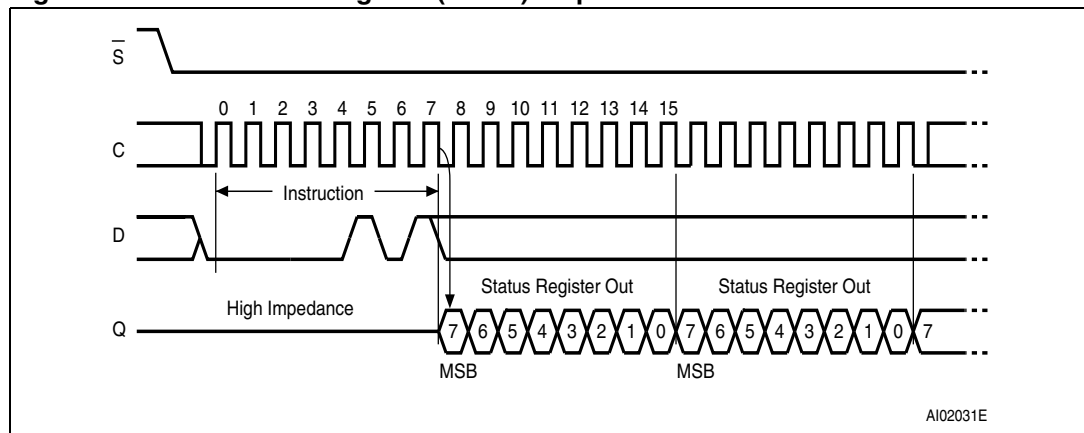 S
0 1 2 3 4 5 6 7 8 9 10 11 12 13 14 15
C
Instruction
D
Status Register Out Status Register Out
High Impedance
Q 7 6 5 4 3 2 1 0 7 6 5 4 3 2 1 0 7
MSB MSB
AI02031E